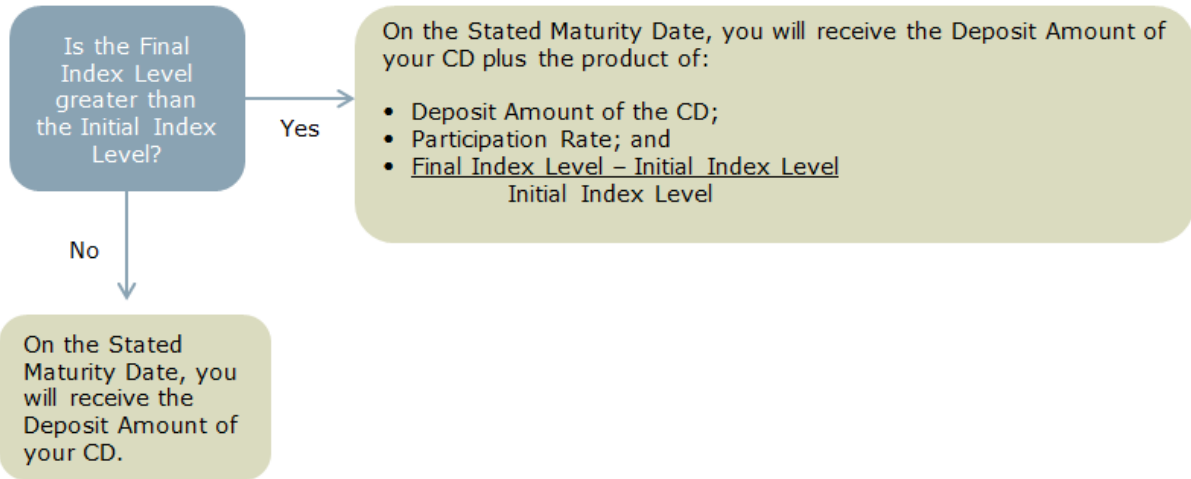 Is the Final
Index Level
greater than
the Initial Index
Level?
Yes
On the Stated Maturity Date, you will receive the Deposit Amount of
your CD plus the product of:
• Deposit Amount of the CD;
• Participation Rate; and
• Final Index Level – Initial Index Level
Initial Index Level
No
On the Stated
Maturity Date, you
will receive the
Deposit Amount of
your CD.